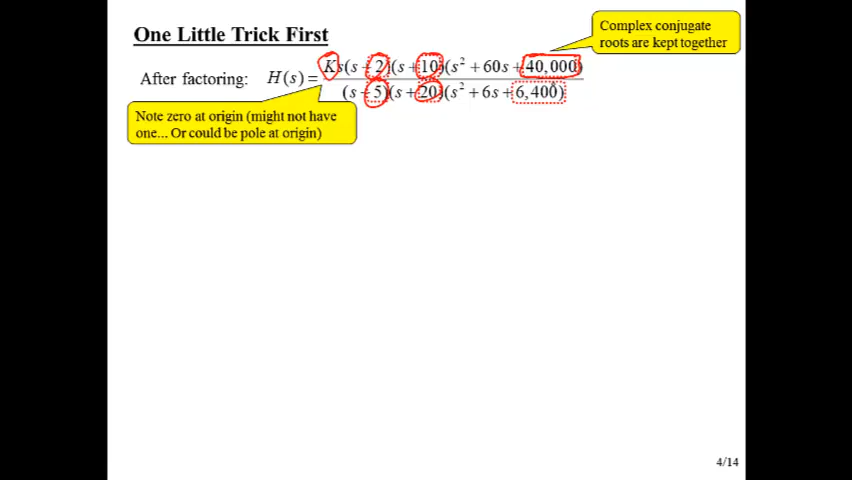 One Little Trick First
Complex conjugate
roots are kept together
After factoring: H(s) = Ks(s+2)(s+10)(s²+60s+40,000)
(s+5)(s+20)(s²+6s+6,400)
Note zero at origin (might not have
one... Or could be pole at origin)
4/14